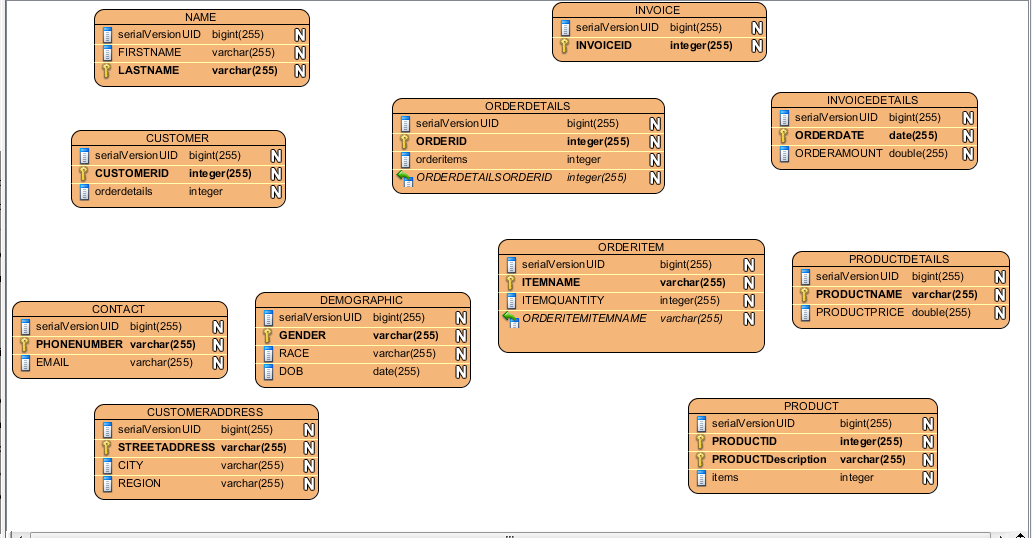 NAME
serialVersionUID bigint(255) N
FIRSTNAME varchar(255) N
LASTNAME varchar(255) N
INVOICE
serialVersionUID bigint(255) N
INVOICEID integer(255) N
ORDERDETAILS
serialVersionUID bigint(255) N
ORDERID integer(255) N
orderitems integer N
ORDERDETAILSORDERID integer(255) N
INVOICEDETAILS
serialVersionUID bigint(255) N
ORDERDATE date(255) N
ORDERAMOUNT double(255) N
CUSTOMER
serialVersionUID bigint(255) N
CUSTOMERID integer(255) N
orderdetails integer N
ORDERITEM
serialVersionUID bigint(255) N
ITEMNAME varchar(255) N
ITEMQUANTITY integer(255) N
ORDERITEMITEMNAME varchar(255) N
PRODUCTDETAILS
serialVersionUID bigint(255) N
PRODUCTNAME varchar(255) N
PRODUCTPRICE double(255) N
CONTACT
serialVersionUID bigint(255) N
PHONENUMBER varchar(255) N
EMAIL varchar(255) N
DEMOGRAPHIC
serialVersionUID bigint(255) N
GENDER varchar(255) N
RACE varchar(255) N
DOB date(255) N
CUSTOMERADDRESS
serialVersionUID bigint(255) N
STREETADDRESS varchar(255) N
CITY varchar(255) N
REGION varchar(255) N
PRODUCT
serialVersionUID bigint(255) N
PRODUCTID integer(255) N
PRODUCTDescription varchar(255) N
items integer N